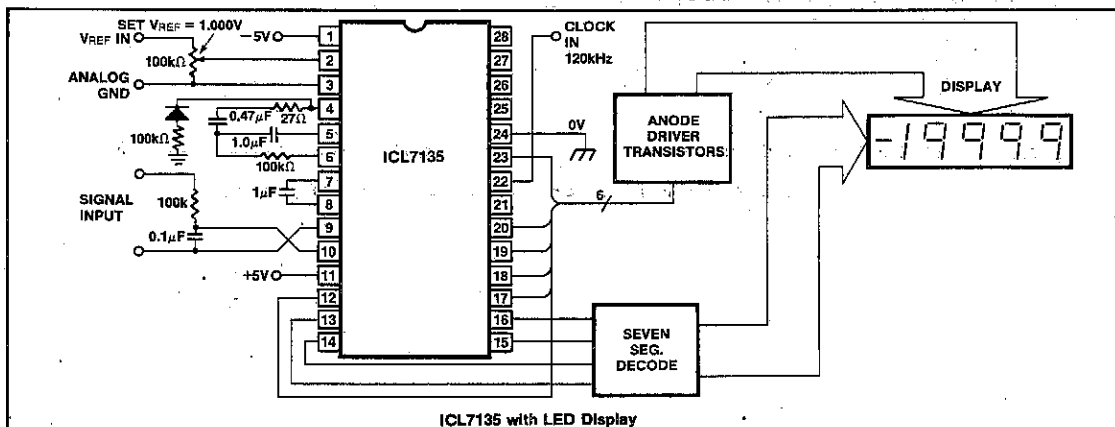 SET VREF = 1.000V
VREF IN
100kΩ
ANALOG
GND
−5V
0.47μF
27Ω
1.0μF
100kΩ
100kΩ
1μF
SIGNAL
INPUT
100k
0.1μF
+5V
1
2
3
4
5
6
7
8
9
10
11
12
13
14
ICL7135
28
27
26
25
24
23
22
21
20
19
18
17
16
15
CLOCK
IN
120kHz
0V
6
ANODE
DRIVER
TRANSISTORS
DISPLAY
-19999
SEVEN
SEG.
DECODE
ICL7135 with LED Display